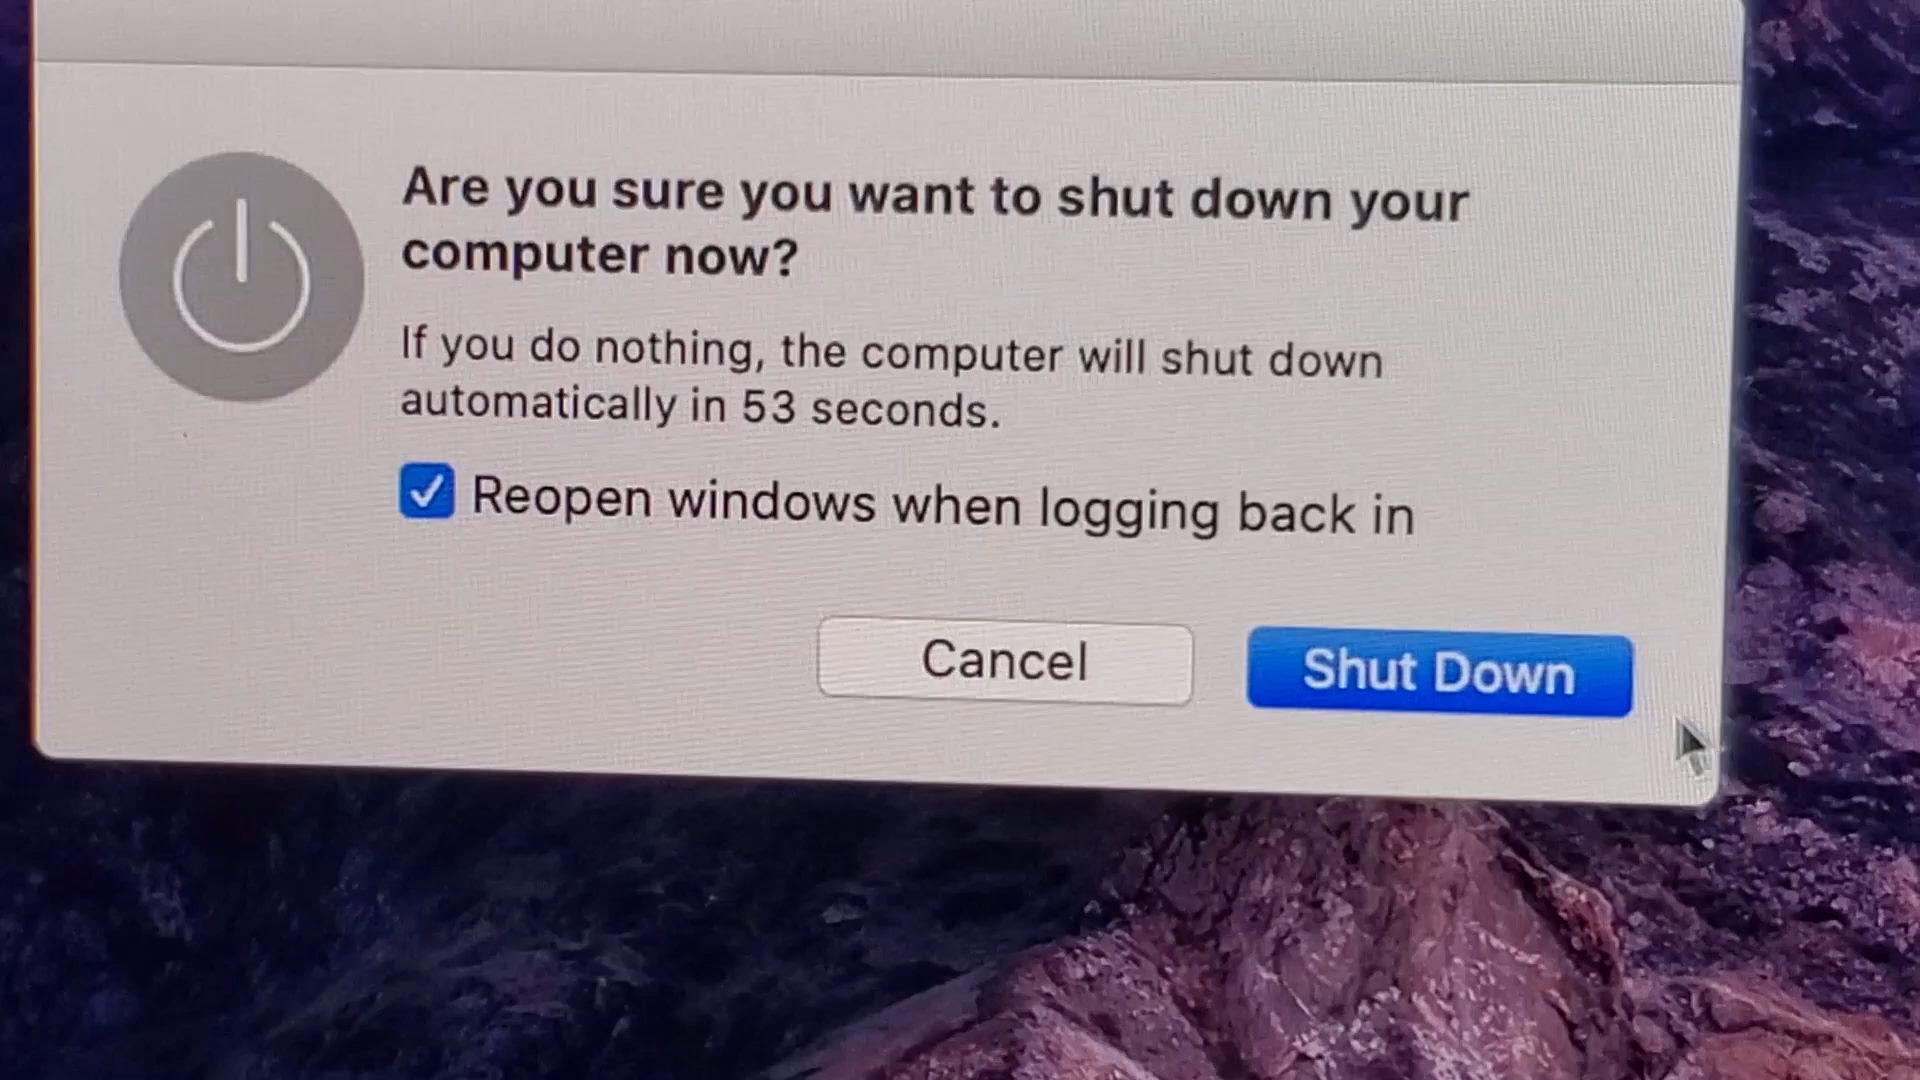 Are you sure you want to shut down your
computer now?
If you do nothing, the computer will shut down
automatically in 53 seconds.
Reopen windows when logging back in
Cancel
Shut Down